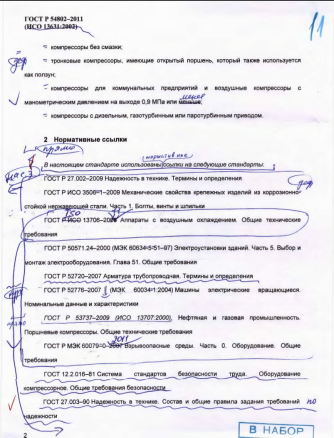 ГОСТ Р 54802–2011
(ИСО 13631:2002)
11
– компрессоры без смазки;
– тронковые компрессоры, имеющие открытый поршень, который также используется
как ползун;
– компрессоры для коммунальных предприятий и воздушные компрессоры с
манометрическим давлением на выходе 0,9 МПа или меньше;
менее
– компрессоры с дизельным, газотурбинным или паротурбинным приводом.
2 Нормативные ссылки
прямо
нормативные
В настоящем стандарте использованы ссылки на следующие стандарты:
ГОСТ Р 27.002–2009 Надежность в технике. Термины и определения
ГОСТ Р ИСО 3506–1–2009 Механические свойства крепежных изделий из коррозионно-
стойкой нержавеющей стали. Часть 1. Болты, винты и шпильки
ISO
ГОСТ Р ИСО 13706– Аппараты с воздушным охлаждением. Общие технические
требования
ГОСТ Р 50571.24–2000 (МЭК 60364-5-51–97) Электроустановки зданий. Часть 5. Выбор и
монтаж электрооборудования. Глава 51. Общие требования
ГОСТ Р 52720–2007 Арматура трубопроводная. Термины и определения
ГОСТ Р 52776–2007 (МЭК 60034-1:2004) Машины электрические вращающиеся.
Номинальные данные и характеристики
ГОСТ Р 53737–2009 (ИСО 13707:2000). Нефтяная и газовая промышленность.
Поршневые компрессоры. Общие технические требования
2011
ГОСТ Р МЭК 60079-0–2007 Взрывоопасные среды. Часть 0. Оборудование. Общие
требования
ГОСТ 12.2.016–81 Система стандартов безопасности труда. Оборудование
компрессорное. Общие требования безопасности
ГОСТ 27.003–90 Надежность в технике. Состав и общие правила задания требований по
надежности
2
В НАБОР